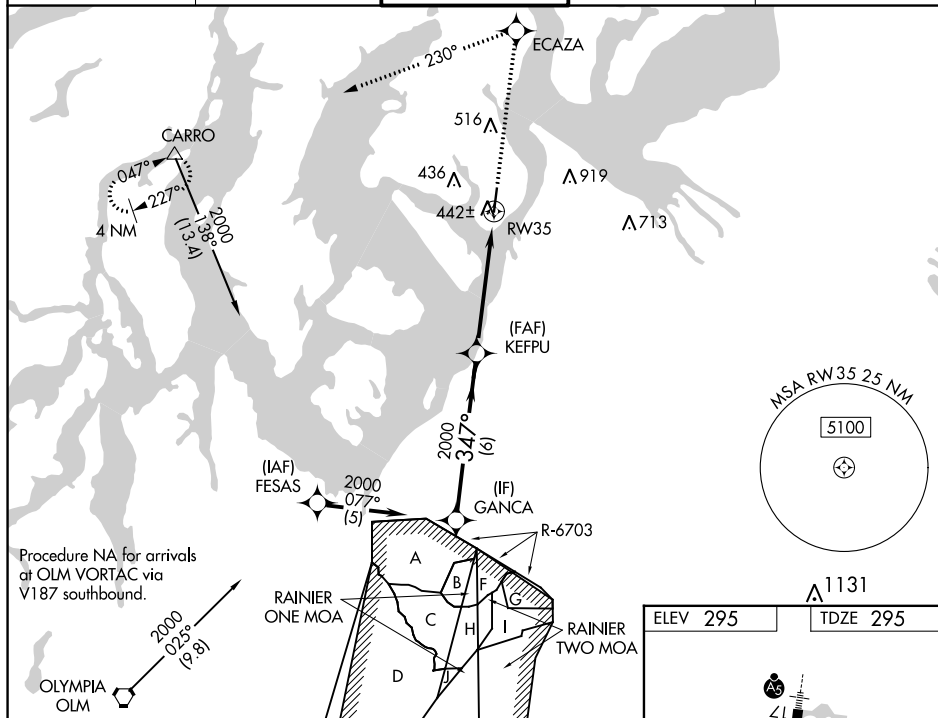 ECAZA
230°
516
CARRO
047°
227°
4 NM
2000
138°
(13.4)
436
919
442±
RW35
713
(FAF)
KEFPU
MSA RW35 25 NM
5100
2000
347°
(6)
(IAF)
FESAS
2000
077°
(5)
(IF)
GANCA
R-6703
Procedure NA for arrivals
at OLM VORTAC via
V187 southbound.
A
B
F
G
C
H
I
D
J
RAINIER
ONE MOA
RAINIER
TWO MOA
1131
2000
025°
(9.8)
OLYMPIA
OLM
ELEV 295
TDZE 295
A5
17